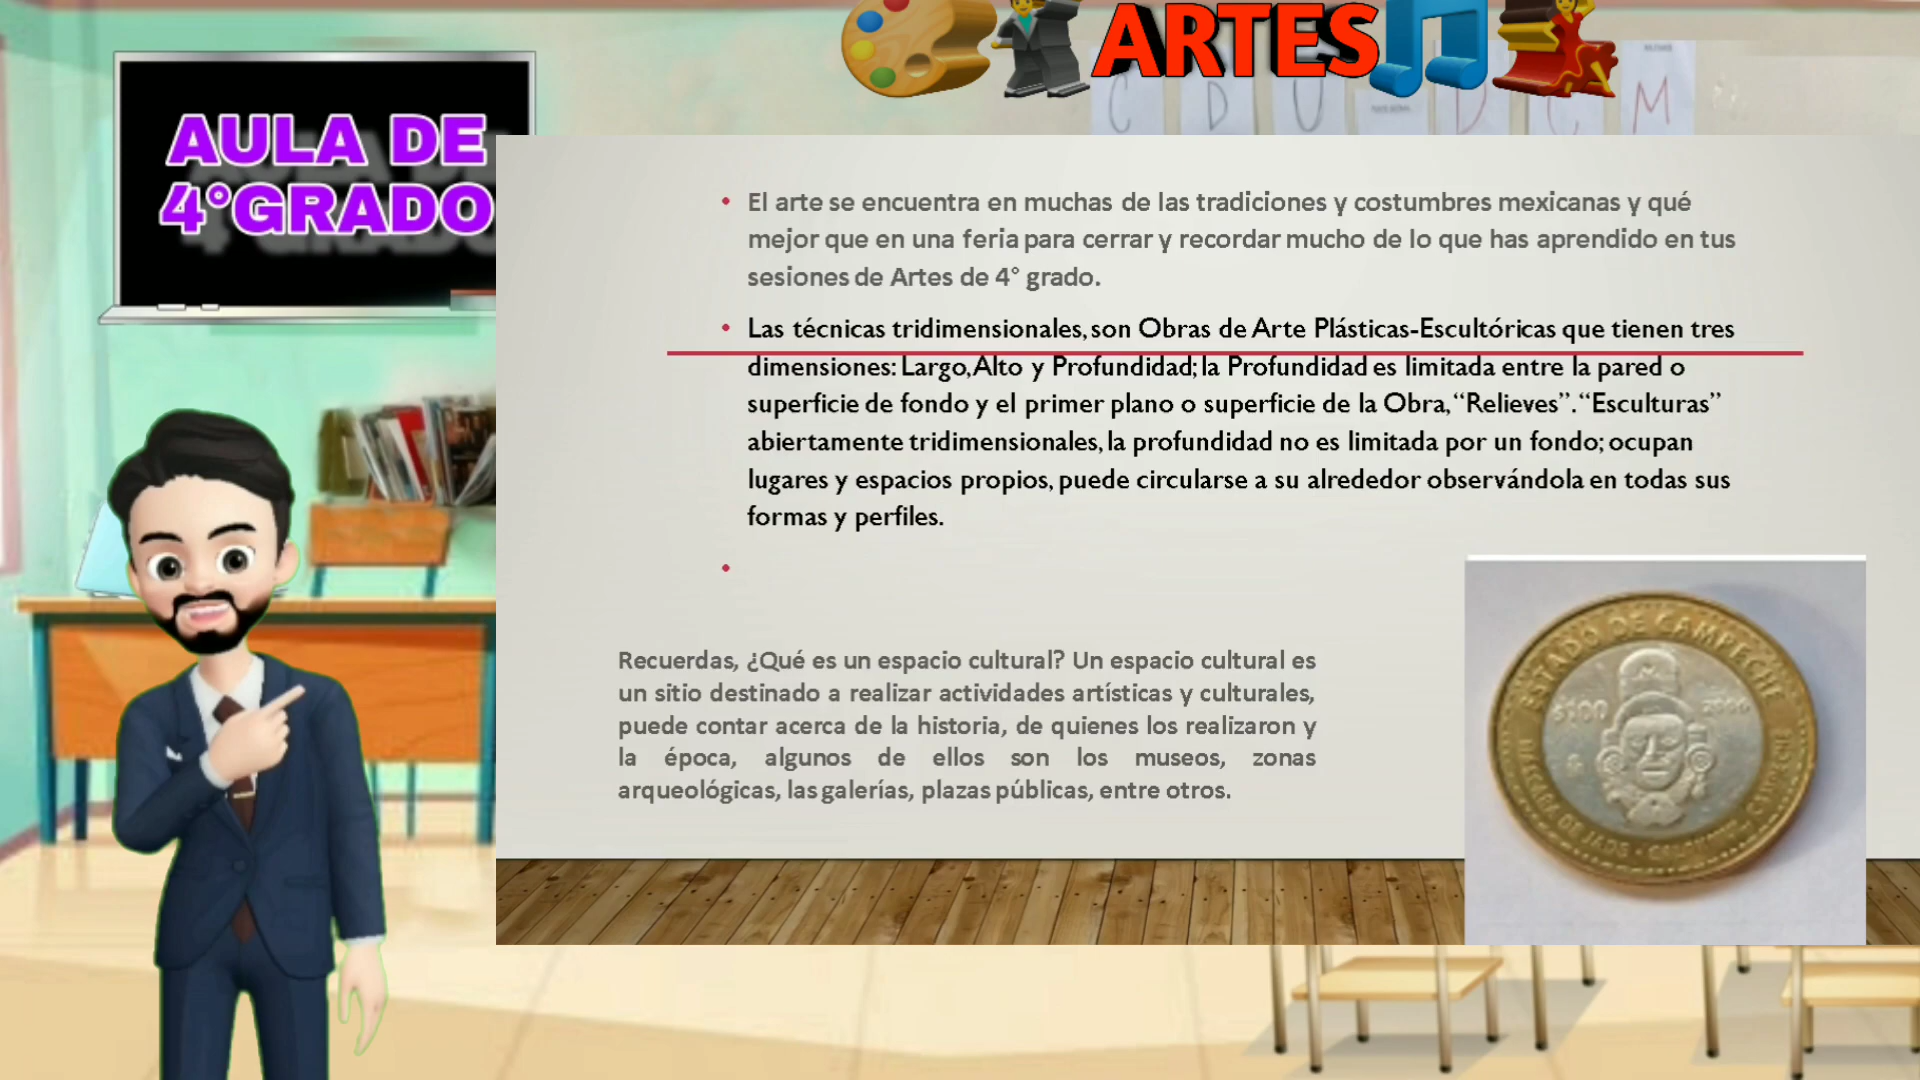 ARTES
C D U D C M
AULA DE
4°GRADO
• El arte se encuentra en muchas de las tradiciones y costumbres mexicanas y qué
mejor que en una feria para cerrar y recordar mucho de lo que has aprendido en tus
sesiones de Artes de 4° grado.
• Las técnicas tridimensionales, son Obras de Arte Plásticas-Escultóricas que tienen tres
dimensiones: Largo, Alto y Profundidad; la Profundidad es limitada entre la pared o
superficie de fondo y el primer plano o superficie de la Obra, “Relieves”. “Esculturas”
abiertamente tridimensionales, la profundidad no es limitada por un fondo; ocupan
lugares y espacios propios, puede circularse a su alrededor observándola en todas sus
formas y perfiles.
•
Recuerdas, ¿Qué es un espacio cultural? Un espacio cultural es
un sitio destinado a realizar actividades artísticas y culturales,
puede contar acerca de la historia, de quienes los realizaron y
la época, algunos de ellos son los museos, zonas
arqueológicas, las galerías, plazas públicas, entre otros.
ESTADO DE CAMPECHE
$100
MÁSCARA DE JADE • CAMPECHE